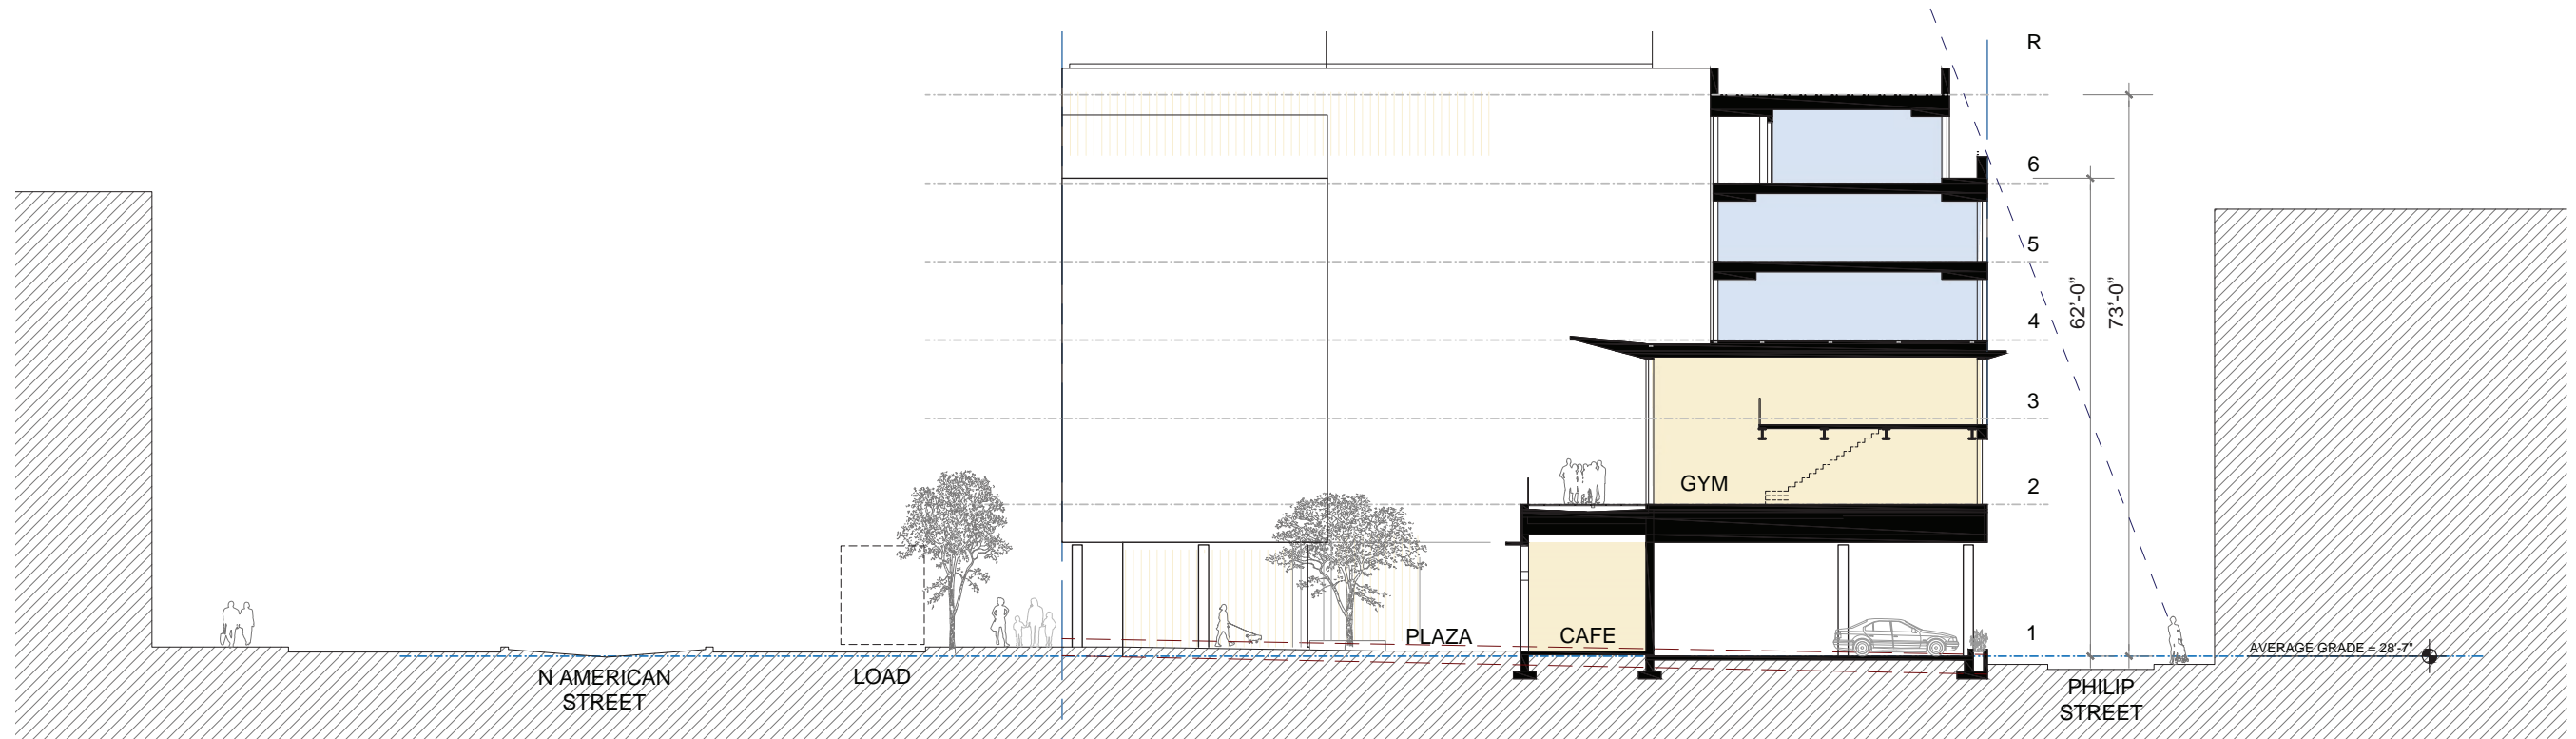 R
6
5
4
3
2
1
62'-0"
73'-0"
GYM
PLAZA
CAFE
AVERAGE GRADE = 28'-7"
N AMERICAN
STREET
LOAD
PHILIP
STREET